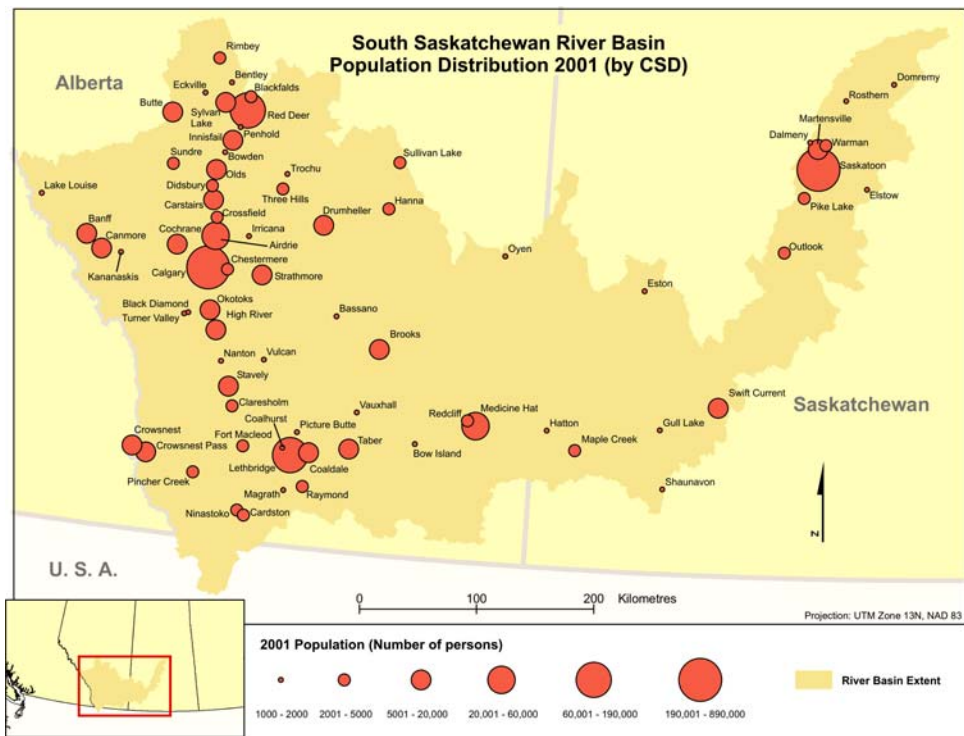 South Saskatchewan River Basin
Population Distribution 2001 (by CSD)
Alberta
Rimbey
Bentley
Eckville
Blackfalds
Butte
Sylvan
Lake
Red Deer
Penhold
Innisfail
Bowden
Sundre
Olds
Trochu
Sullivan Lake
Lake Louise
Didsbury
Three Hills
Carstairs
Hanna
Crossfield
Drumheller
Banff
Cochrane
Irricana
Canmore
Airdrie
Kananaskis
Calgary
Chestermere
Strathmore
Oyen
Domremy
Rosthern
Martensville
Dalmeny
Warman
Saskatoon
Elstow
Pike Lake
Outlook
Eston
Black Diamond
Okotoks
Turner Valley
High River
Bassano
Brooks
Nanton
Vulcan
Stavely
Claresholm
Vauxhall
Coalhurst
Picture Butte
Redcliff
Medicine Hat
Swift Current
Saskatchewan
Crowsnest
Fort Macleod
Taber
Hatton
Gull Lake
Crowsnest Pass
Lethbridge
Coaldale
Bow Island
Maple Creek
Pincher Creek
Magrath
Raymond
Shaunavon
Ninastoko
Cardston
N
U. S. A.
0 100 200 Kilometres
Projection: UTM Zone 13N, NAD 83
2001 Population (Number of persons)
River Basin Extent
1000 - 2000 2001 - 5000 5001 - 20,000 20,001 - 60,000 60,001 - 190,000 190,001 - 890,000